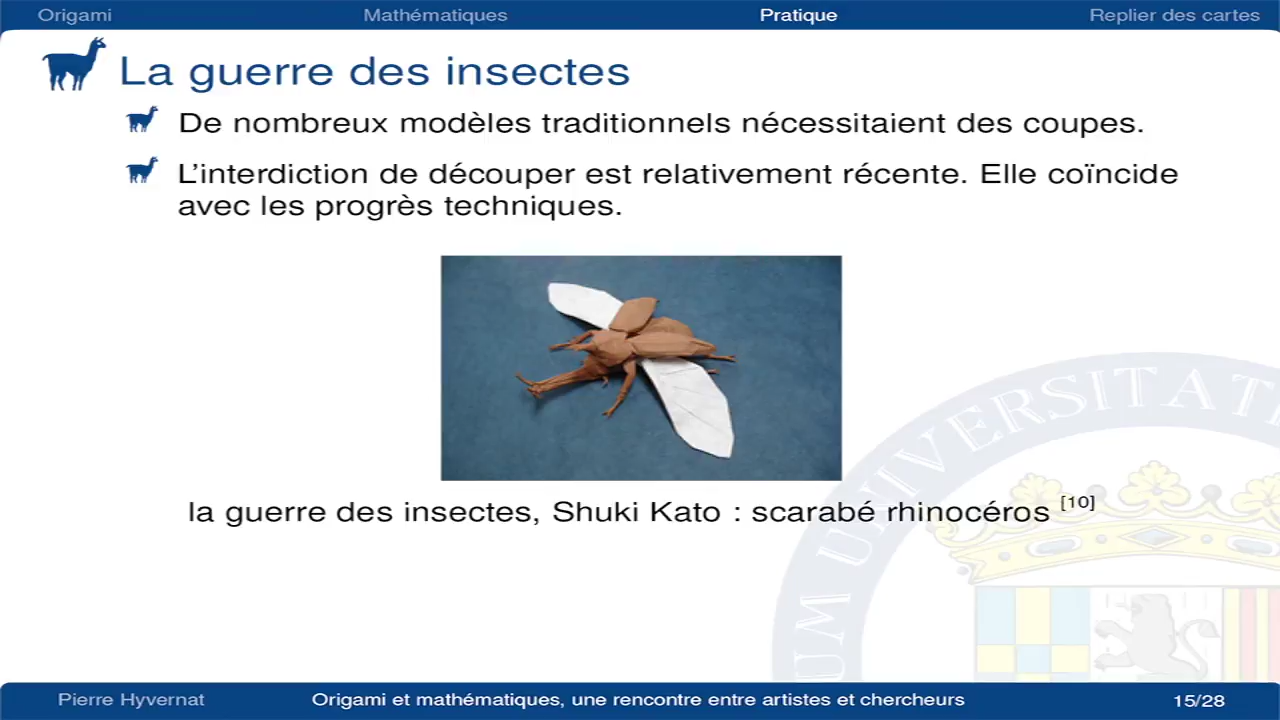 Origami Mathématiques Pratique Replier des cartes
La guerre des insectes
De nombreux modèles traditionnels nécessitaient des coupes.
L'interdiction de découper est relativement récente. Elle coïncide
avec les progrès techniques.
la guerre des insectes, Shuki Kato : scarabé rhinocéros [10]
UM UNIVERSITAT
Pierre Hyvernat Origami et mathématiques, une rencontre entre artistes et chercheurs 15/28